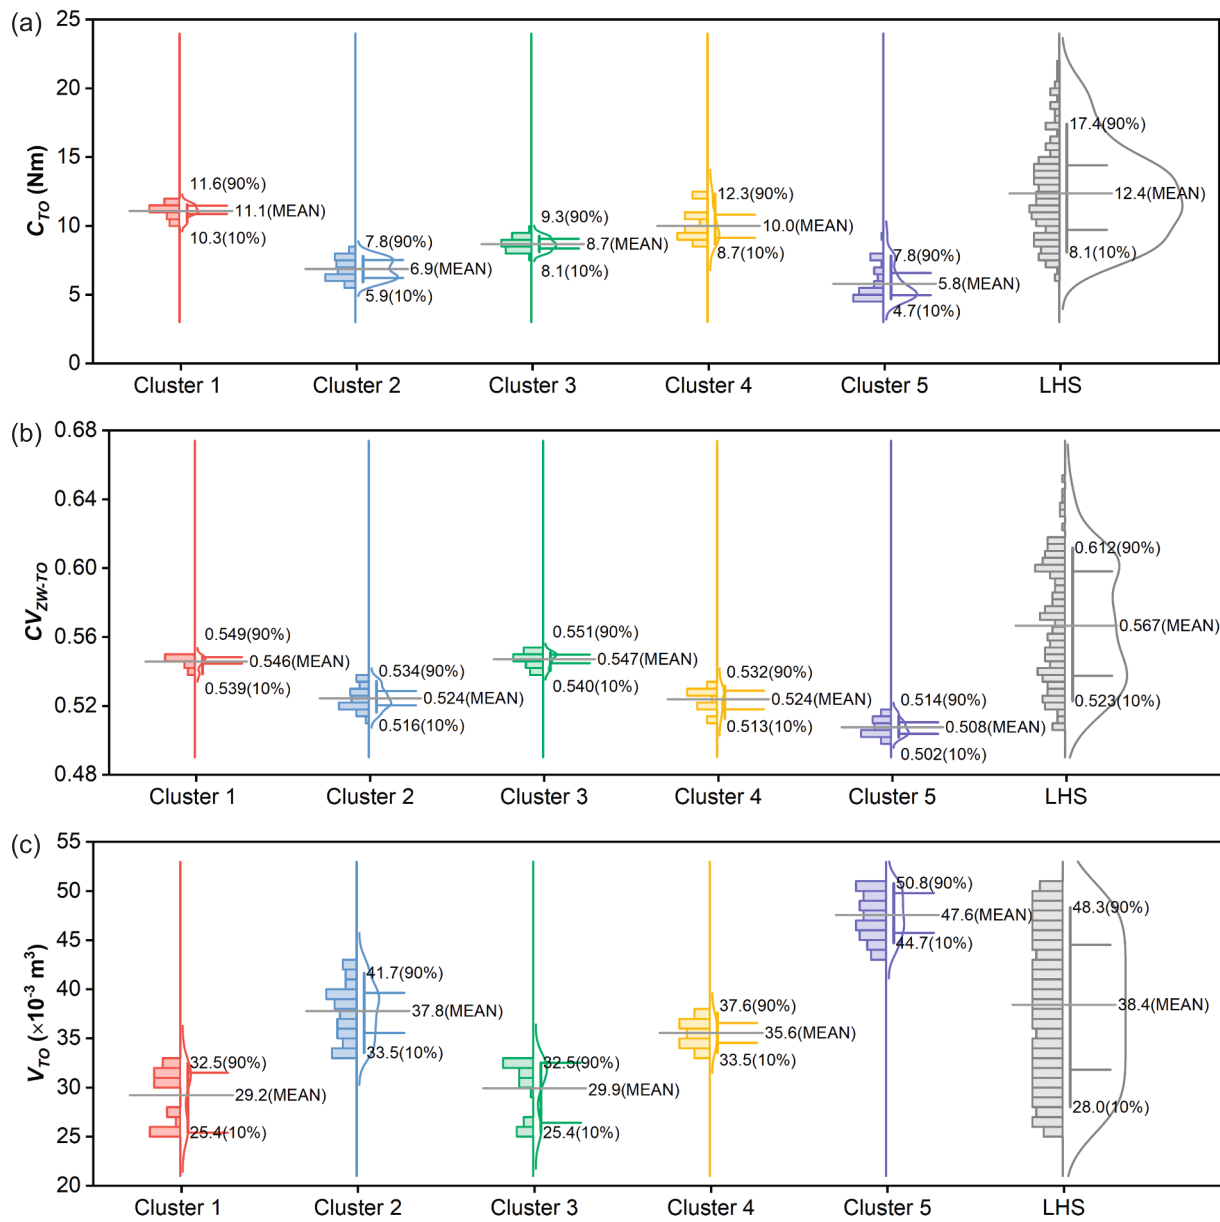 (a)
C_TO (Nm)
25
20
15
10
5
0
11.6(90%)
11.1(MEAN)
10.3(10%)
7.8(90%)
6.9(MEAN)
5.9(10%)
9.3(90%)
8.7(MEAN)
8.1(10%)
12.3(90%)
10.0(MEAN)
8.7(10%)
7.8(90%)
5.8(MEAN)
4.7(10%)
17.4(90%)
12.4(MEAN)
8.1(10%)
Cluster 1 Cluster 2 Cluster 3 Cluster 4 Cluster 5 LHS
(b)
CV_ZW-TO
0.68
0.64
0.60
0.56
0.52
0.48
0.549(90%)
0.546(MEAN)
0.539(10%)
0.534(90%)
0.524(MEAN)
0.516(10%)
0.551(90%)
0.547(MEAN)
0.540(10%)
0.532(90%)
0.524(MEAN)
0.513(10%)
0.514(90%)
0.508(MEAN)
0.502(10%)
0.612(90%)
0.567(MEAN)
0.523(10%)
Cluster 1 Cluster 2 Cluster 3 Cluster 4 Cluster 5 LHS
(c)
V_TO (×10⁻³ m³)
55
50
45
40
35
30
25
20
32.5(90%)
29.2(MEAN)
25.4(10%)
41.7(90%)
37.8(MEAN)
33.5(10%)
32.5(90%)
29.9(MEAN)
25.4(10%)
37.6(90%)
35.6(MEAN)
33.5(10%)
50.8(90%)
47.6(MEAN)
44.7(10%)
48.3(90%)
38.4(MEAN)
28.0(10%)
Cluster 1 Cluster 2 Cluster 3 Cluster 4 Cluster 5 LHS